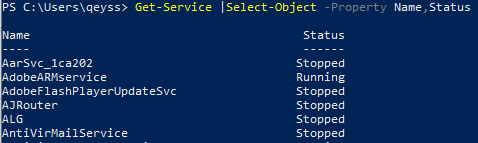 PS C:\Users\qeyss> Get-Service |Select-Object -Property Name,Status
Name Status
---- ------
AarSvc_1ca202 Stopped
AdobeARMservice Running
AdobeFlashPlayerUpdateSvc Stopped
AJRouter Stopped
ALG Stopped
AntiVirMailService Stopped